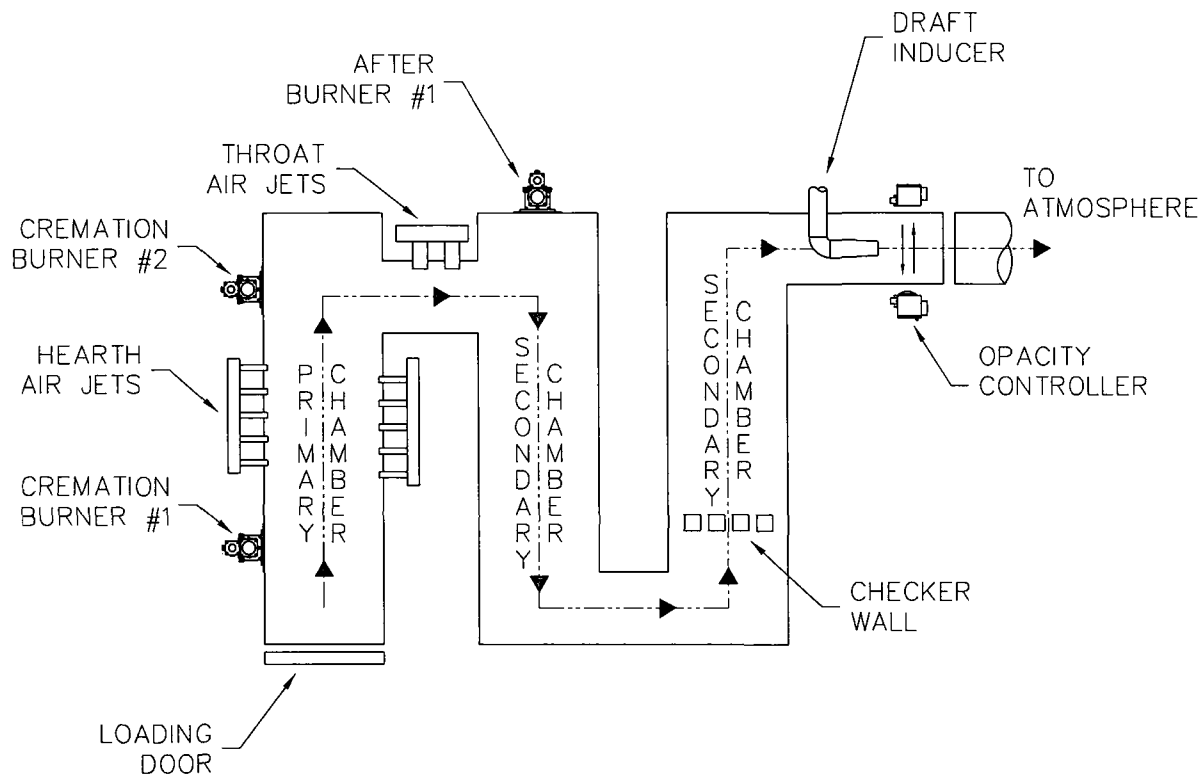 DRAFT
INDUCER
AFTER
BURNER #1
THROAT
AIR JETS
TO
ATMOSPHERE
CREMATION
BURNER #2
HEARTH
AIR JETS
PRIMARY
CHAMBER
SECONDARY
CHAMBER
SECONDARY
CHAMBER
OPACITY
CONTROLLER
CREMATION
BURNER #1
CHECKER
WALL
LOADING
DOOR